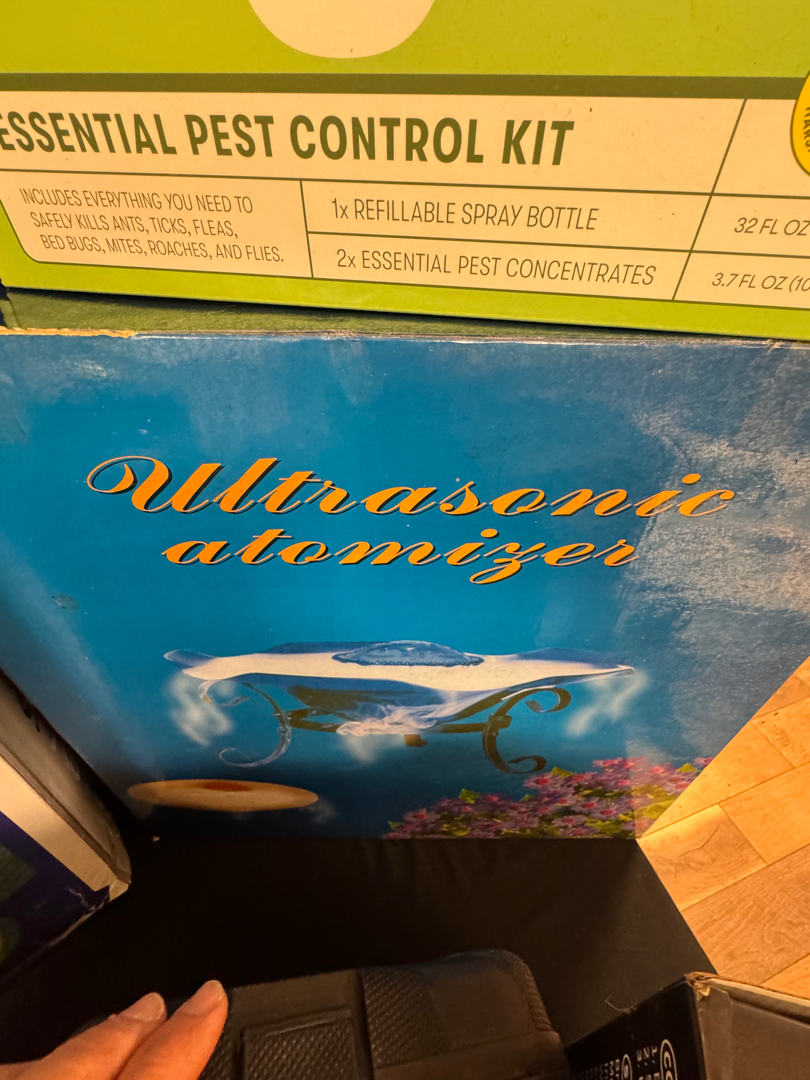 ESSENTIAL PEST CONTROL KIT
INCLUDES EVERYTHING YOU NEED TO
SAFELY KILLS ANTS, TICKS, FLEAS,
BED BUGS, MITES, ROACHES, AND FLIES.
1x REFILLABLE SPRAY BOTTLE
32 FL OZ
2x ESSENTIAL PEST CONCENTRATES
3.7 FL OZ (10
Ultrasonic
atomizer